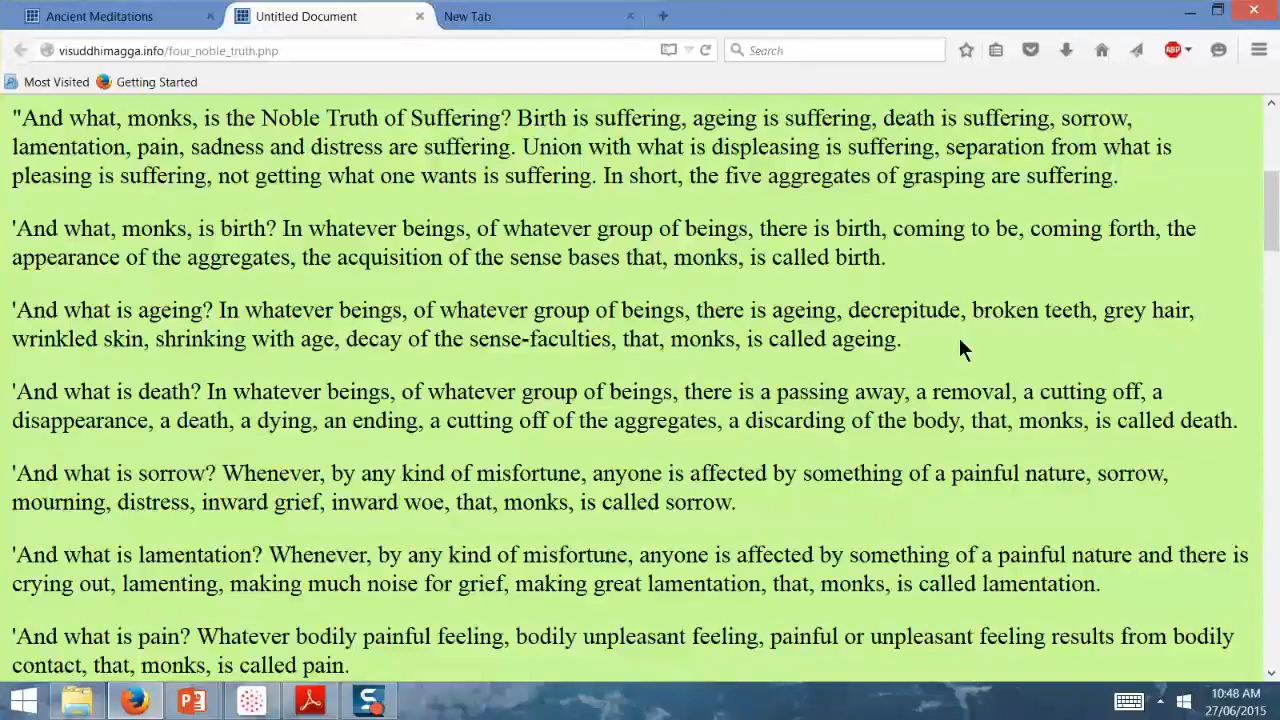 Ancient Meditations
Untitled Document
New Tab
visuddhimagga.info/four_noble_truth.php
Search
ABP
Most Visited
Getting Started
"And what, monks, is the Noble Truth of Suffering? Birth is suffering, ageing is suffering, death is suffering, sorrow,
lamentation, pain, sadness and distress are suffering. Union with what is displeasing is suffering, separation from what is
pleasing is suffering, not getting what one wants is suffering. In short, the five aggregates of grasping are suffering.
'And what, monks, is birth? In whatever beings, of whatever group of beings, there is birth, coming to be, coming forth, the
appearance of the aggregates, the acquisition of the sense bases that, monks, is called birth.
'And what is ageing? In whatever beings, of whatever group of beings, there is ageing, decrepitude, broken teeth, grey hair,
wrinkled skin, shrinking with age, decay of the sense-faculties, that, monks, is called ageing.
'And what is death? In whatever beings, of whatever group of beings, there is a passing away, a removal, a cutting off, a
disappearance, a death, a dying, an ending, a cutting off of the aggregates, a discarding of the body, that, monks, is called death.
'And what is sorrow? Whenever, by any kind of misfortune, anyone is affected by something of a painful nature, sorrow,
mourning, distress, inward grief, inward woe, that, monks, is called sorrow.
'And what is lamentation? Whenever, by any kind of misfortune, anyone is affected by something of a painful nature and there is
crying out, lamenting, making much noise for grief, making great lamentation, that, monks, is called lamentation.
'And what is pain? Whatever bodily painful feeling, bodily unpleasant feeling, painful or unpleasant feeling results from bodily
contact, that, monks, is called pain.
10:48 AM
27/06/2015